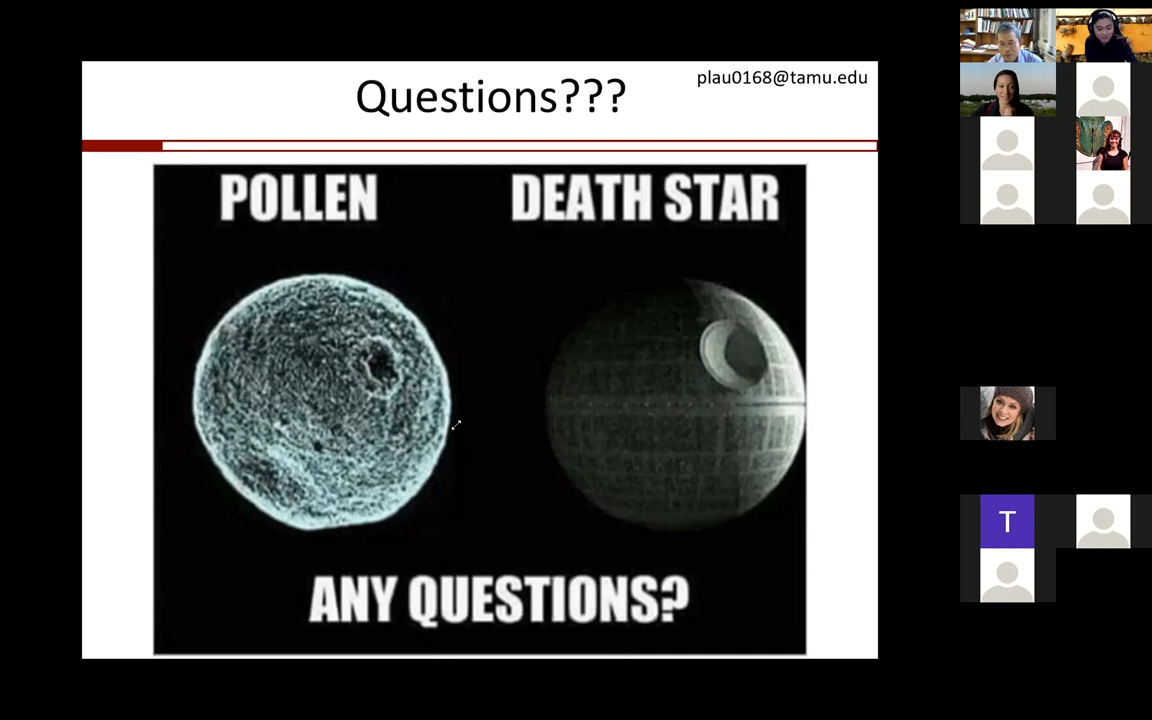 Questions???
plau0168@tamu.edu
POLLEN
DEATH STAR
ANY QUESTIONS?
T